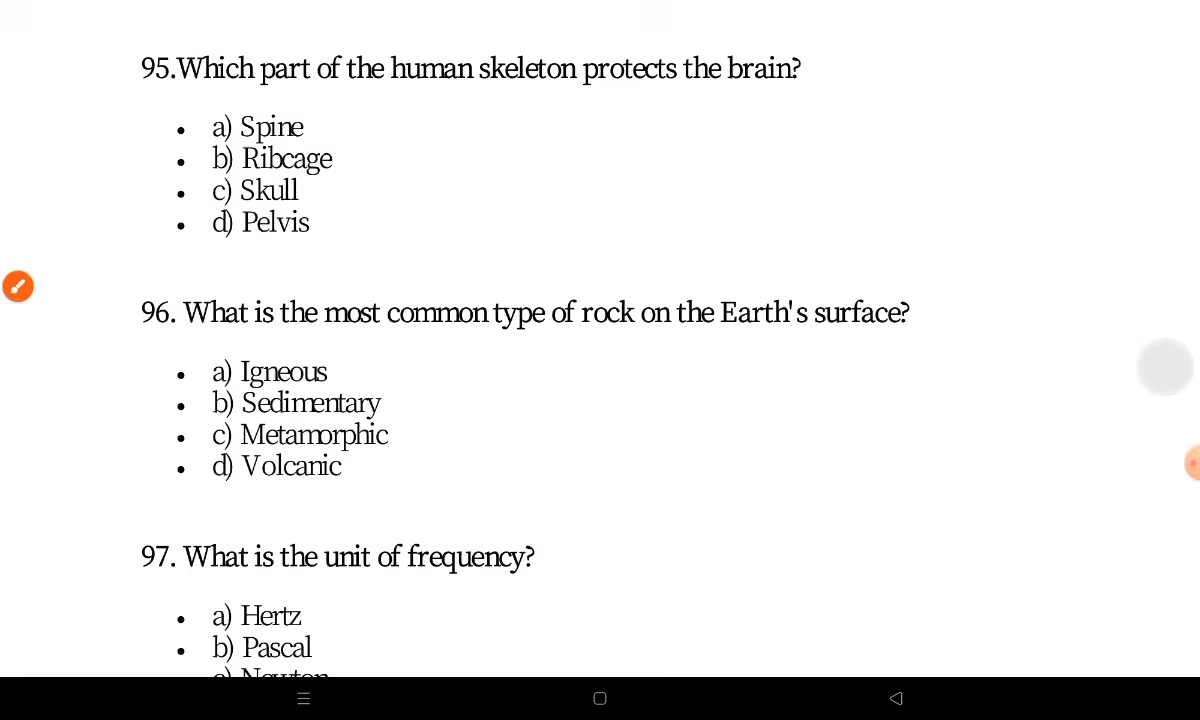 95.Which part of the human skeleton protects the brain?
• a) Spine
• b) Ribcage
• c) Skull
• d) Pelvis
96. What is the most common type of rock on the Earth's surface?
• a) Igneous
• b) Sedimentary
• c) Metamorphic
• d) Volcanic
97. What is the unit of frequency?
• a) Hertz
• b) Pascal
c) Newton